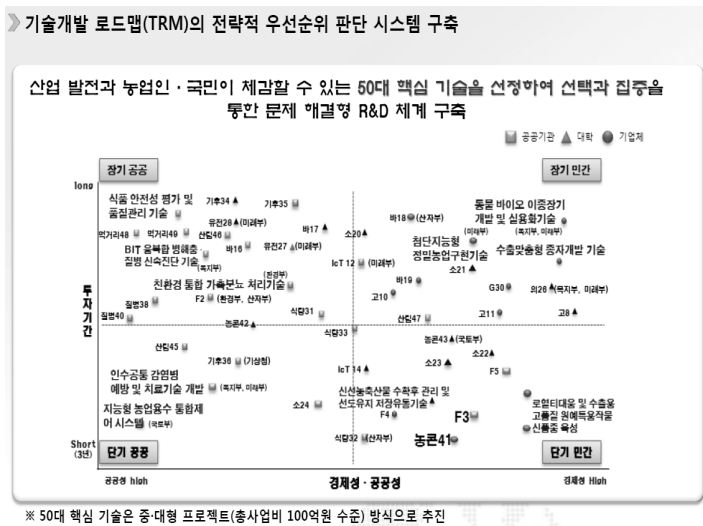 기술개발 로드맵(TRM)의 전략적 우선순위 판단 시스템 구축
산업 발전과 농업인·국민이 체감할 수 있는 50대 핵심 기술을 선정하여 선택과 집중을
통한 문제 해결형 R&D 체계 구축
공공기관 대학 기업체
장기 공공
장기 민간
long
식품 안전성 평가 및
품질관리 기술
기후34
기후35
동물 바이오 이종장기
개발 및 실용화기술
(미래부)
(복지부, 미래부)
유전28 (미래부)
바18 (산자부)
먹거리48
먹거리49
산림46
바17
소20
첨단지능형
정밀농업구현기술
수출맞춤형 종자개발 기술
BIT 융복합 병해충·
질병 신속진단 기술
(복지부)
바16
유전27 (미래부)
IcT 12 (미래부)
소21
(환경부)
친환경 통합 가축분뇨 처리기술
바19
고10
G30
의26 (복지부, 미래부)
투자기간
질병38
F2 (환경부, 산자부)
질병40
식량31
산림47
고11
고8
농론42
식량33
농론43 (국토부)
산림45
소22
기후36 (기상청)
소23
IcT 14
F5
인수공통 감염병
예방 및 치료기술 개발 (복지부, 미래부)
신선농축산물 수확후 관리 및
선도유지 저장유통기술
로열티대응 및 수출용
고품질 원예특용작물
신품종 육성
지능형 농업용수 통합제
어 시스템 (국토부)
소24
F4
F3
Short
(3년)
식량32 (산자부)
농론41
단기 공공
단기 민간
공공성 high
경제성·공공성
경제성 High
※ 50대 핵심 기술은 중·대형 프로젝트(총사업비 100억원 수준) 방식으로 추진